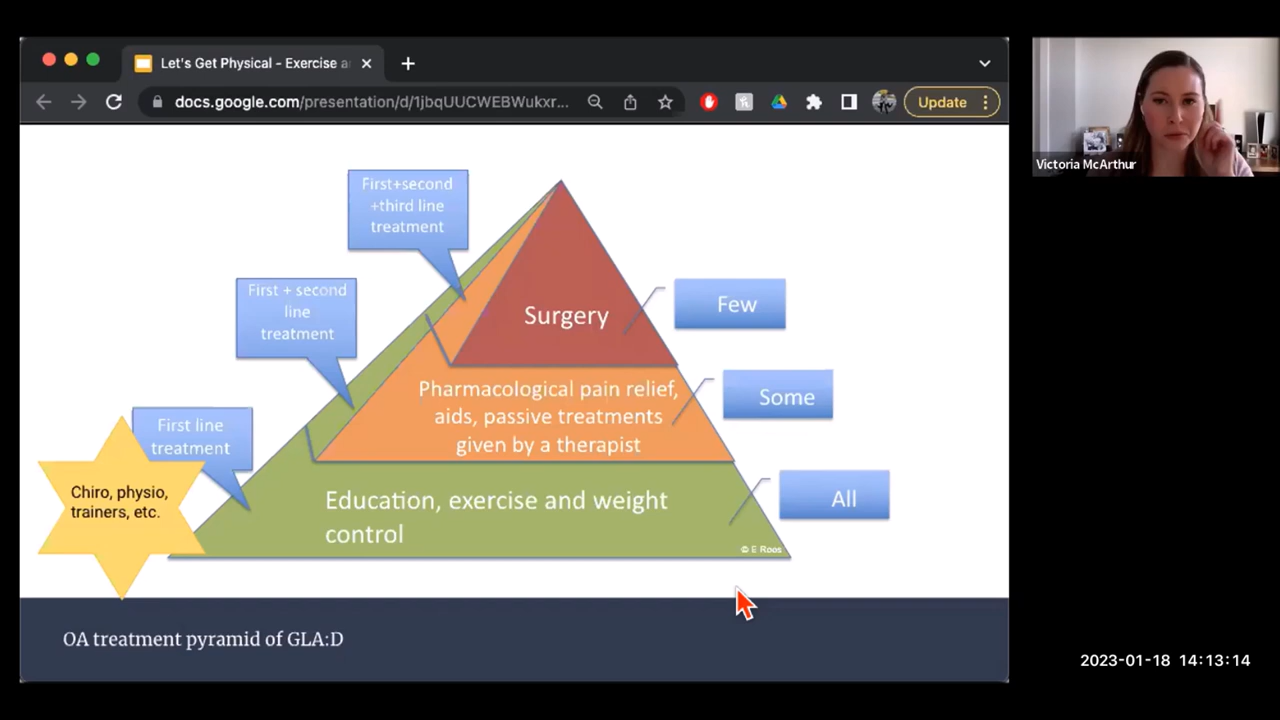 Let's Get Physical - Exercise a
docs.google.com/presentation/d/1jbqUUCWEBWukxr...
Update
Victoria McArthur
First+second
+third line
treatment
First + second
line
treatment
First line
treatment
Chiro, physio,
trainers, etc.
Surgery
Few
Pharmacological pain relief,
aids, passive treatments
given by a therapist
Some
Education, exercise and weight
control
All
© E Roos
OA treatment pyramid of GLA:D
2023-01-18 14:13:14